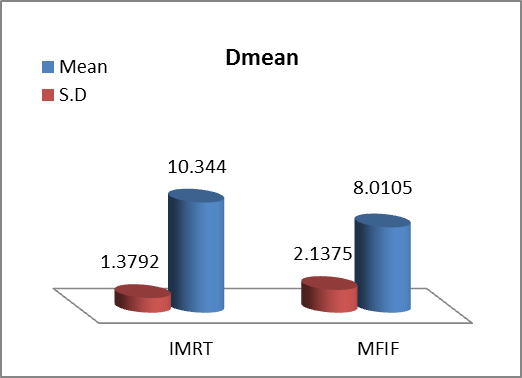 Dmean
Mean
S.D
10.344
8.0105
1.3792
2.1375
IMRT MFIF